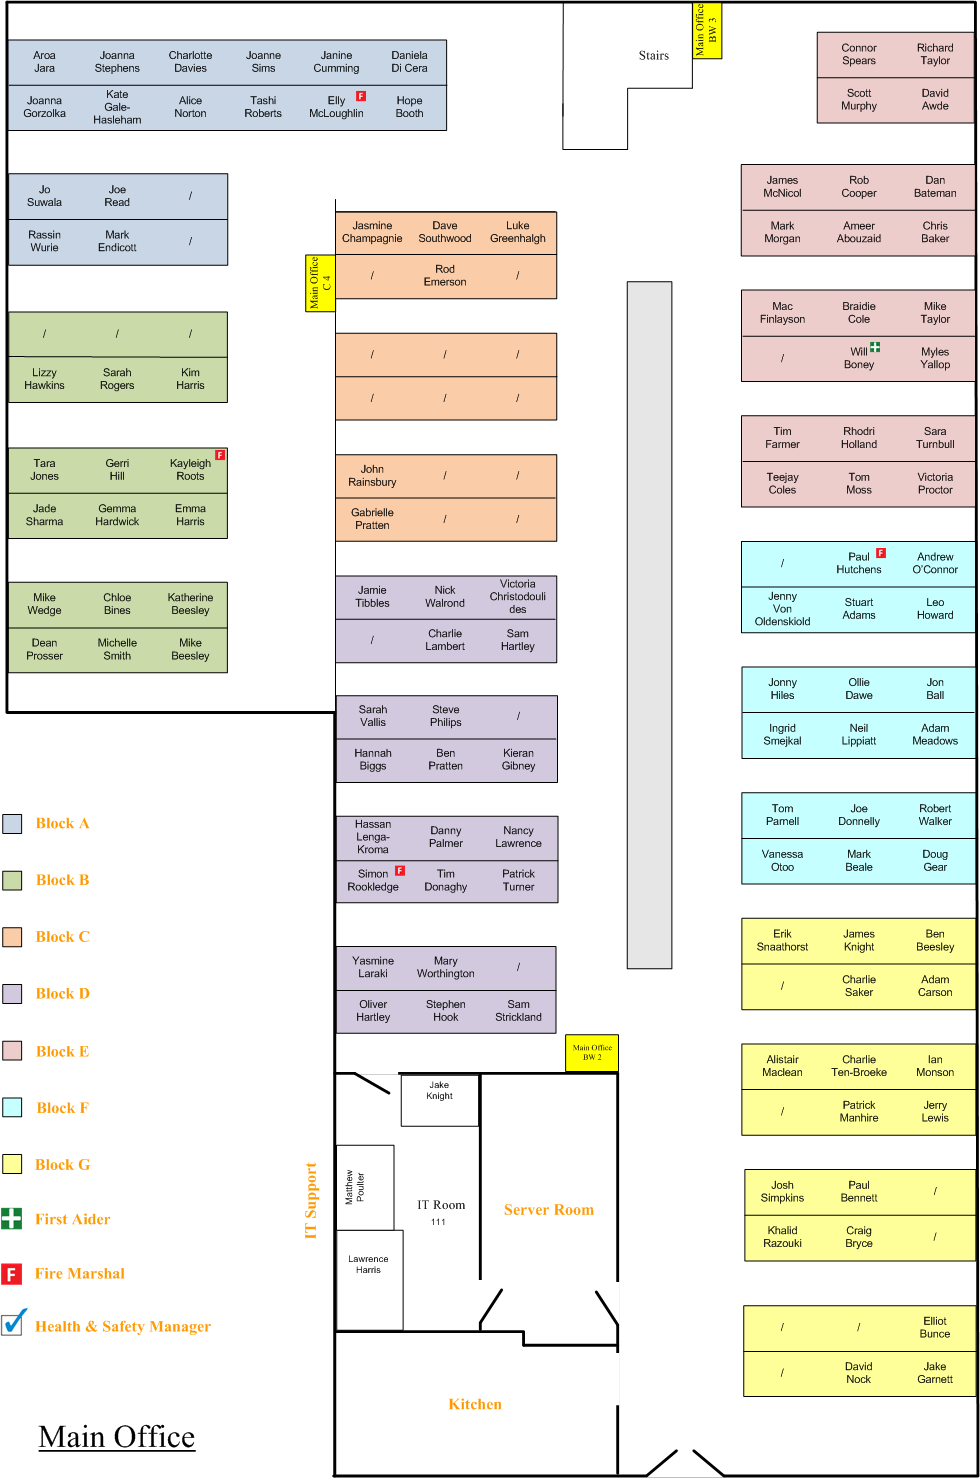 Aroa Jara
Joanna Stephens
Charlotte Davies
Joanne Sims
Janine Cumming
Daniela Di Cera
Joanna Gorzolka
Kate Gale-Hasleham
Alice Norton
Tashi Roberts
Elly McLoughlin
F
Hope Booth
Stairs
Main Office BW 3
Connor Spears
Richard Taylor
Scott Murphy
David Awde
Jo Suwala
Joe Read
/
Rassin Wurie
Mark Endicott
/
James McNicol
Rob Cooper
Dan Bateman
Mark Morgan
Ameer Abouzaid
Chris Baker
Main Office C 4
Jasmine Champagnie
Dave Southwood
Luke Greenhalgh
/
Rod Emerson
/
/
/
/
Lizzy Hawkins
Sarah Rogers
Kim Harris
/
/
/
/
/
/
Mac Finlayson
Braidie Cole
Mike Taylor
/
Will Boney
Myles Yallop
Tara Jones
Gerri Hill
Kayleigh Roots
F
Jade Sharma
Gemma Hardwick
Emma Harris
John Rainsbury
/
/
Gabrielle Pratten
/
/
Tim Farmer
Rhodri Holland
Sara Turnbull
Teejay Coles
Tom Moss
Victoria Proctor
Mike Wedge
Chloe Bines
Katherine Beesley
Dean Prosser
Michelle Smith
Mike Beesley
Jamie Tibbles
Nick Walrond
Victoria Christodouli des
/
Charlie Lambert
Sam Hartley
/
Paul Hutchens
F
Andrew O'Connor
Jenny Von Oldenskiold
Stuart Adams
Leo Howard
Sarah Vallis
Steve Philips
/
Hannah Biggs
Ben Pratten
Kieran Gibney
Jonny Hiles
Ollie Dawe
Jon Ball
Ingrid Smejkal
Neil Lippiatt
Adam Meadows
Hassan Lenga-Kroma
Danny Palmer
Nancy Lawrence
Simon Rookledge
F
Tim Donaghy
Patrick Turner
Tom Parnell
Joe Donnelly
Robert Walker
Vanessa Otoo
Mark Beale
Doug Gear
Yasmine Laraki
Mary Worthington
/
Oliver Hartley
Stephen Hook
Sam Strickland
Erik Snaathorst
James Knight
Ben Beesley
/
Charlie Saker
Adam Carson
Main Office BW 2
Alistair Maclean
Charlie Ten-Broeke
Ian Monson
/
Patrick Manhire
Jerry Lewis
Josh Simpkins
Paul Bennett
/
Khalid Razouki
Craig Bryce
/
/
/
Elliot Bunce
/
David Nock
Jake Garnett
Jake Knight
Matthew Poulter
Lawrence Harris
IT Room
111
IT Support
Server Room
Kitchen
Block A
Block B
Block C
Block D
Block E
Block F
Block G
First Aider
F Fire Marshal
Health & Safety Manager
Main Office